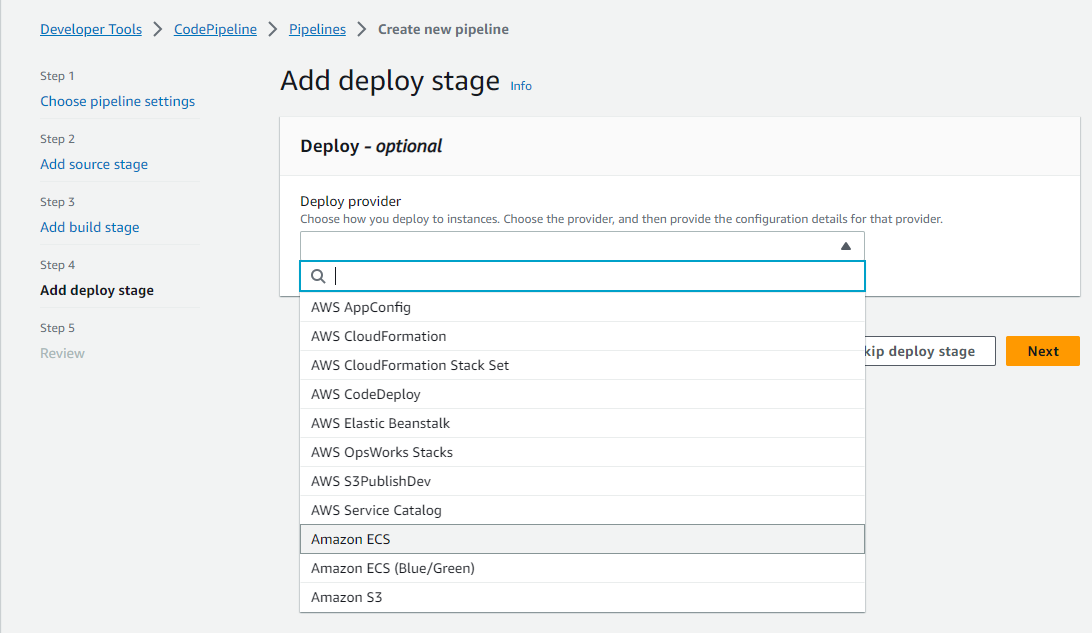 Developer Tools > CodePipeline > Pipelines > Create new pipeline
Step 1
Choose pipeline settings
Step 2
Add source stage
Step 3
Add build stage
Step 4
Add deploy stage
Step 5
Review
Add deploy stage Info
Deploy - optional
Deploy provider
Choose how you deploy to instances. Choose the provider, and then provide the configuration details for that provider.
AWS AppConfig
AWS CloudFormation
AWS CloudFormation Stack Set
AWS CodeDeploy
AWS Elastic Beanstalk
AWS OpsWorks Stacks
AWS S3PublishDev
AWS Service Catalog
Amazon ECS
Amazon ECS (Blue/Green)
Amazon S3
kip deploy stage
Next